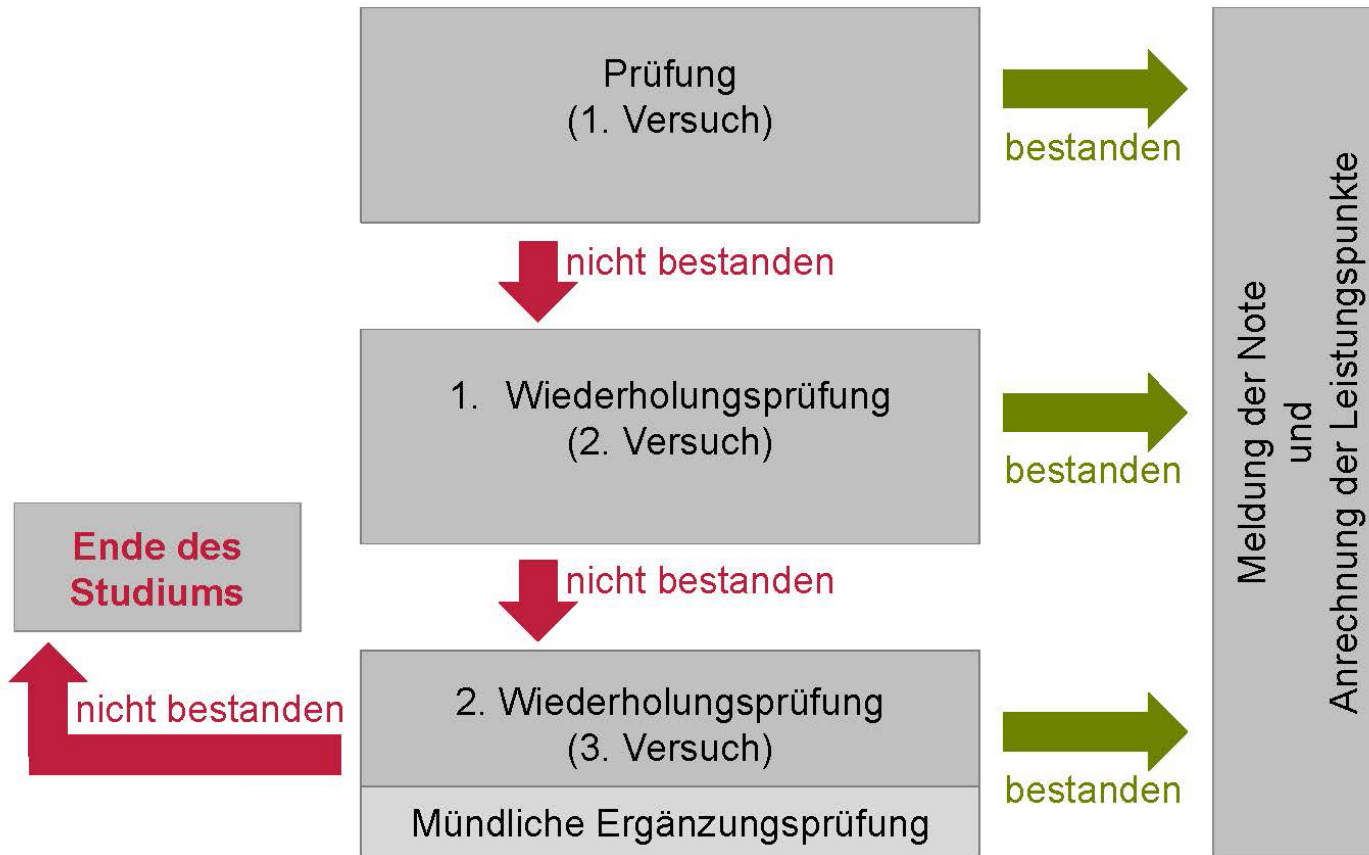 Prüfung
(1. Versuch)
bestanden
nicht bestanden
1. Wiederholungsprüfung
(2. Versuch)
bestanden
nicht bestanden
Ende des
Studiums
nicht bestanden
2. Wiederholungsprüfung
(3. Versuch)
Mündliche Ergänzungsprüfung
bestanden
Meldung der Note
und
Anrechnung der Leistungspunkte